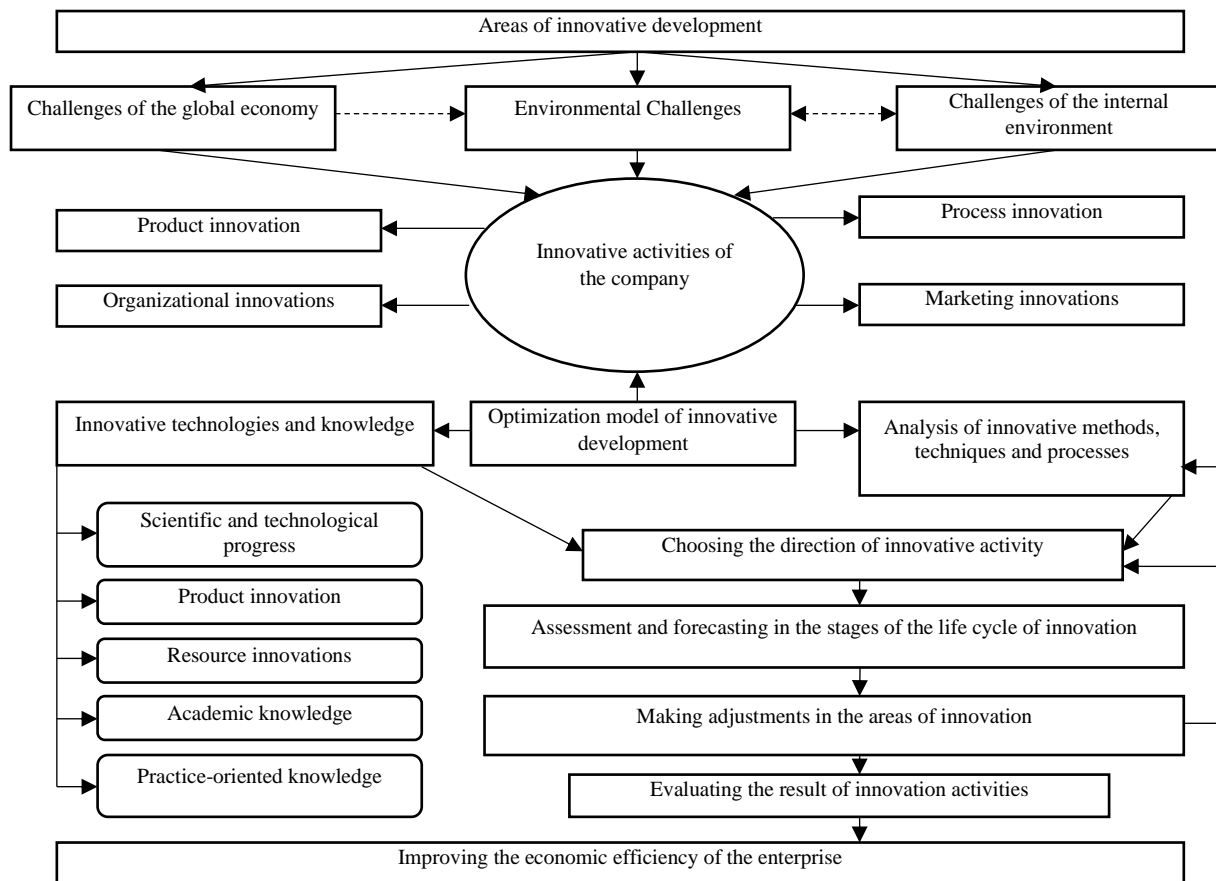 Areas of innovative development
Challenges of the global economy
Environmental Challenges
Challenges of the internal
environment
Product innovation
Process innovation
Innovative activities of
the company
Organizational innovations
Marketing innovations
Innovative technologies and knowledge
Optimization model of innovative
development
Analysis of innovative methods,
techniques and processes
Scientific and technological
progress
Choosing the direction of innovative activity
Product innovation
Assessment and forecasting in the stages of the life cycle of innovation
Resource innovations
Academic knowledge
Making adjustments in the areas of innovation
Practice-oriented knowledge
Evaluating the result of innovation activities
Improving the economic efficiency of the enterprise